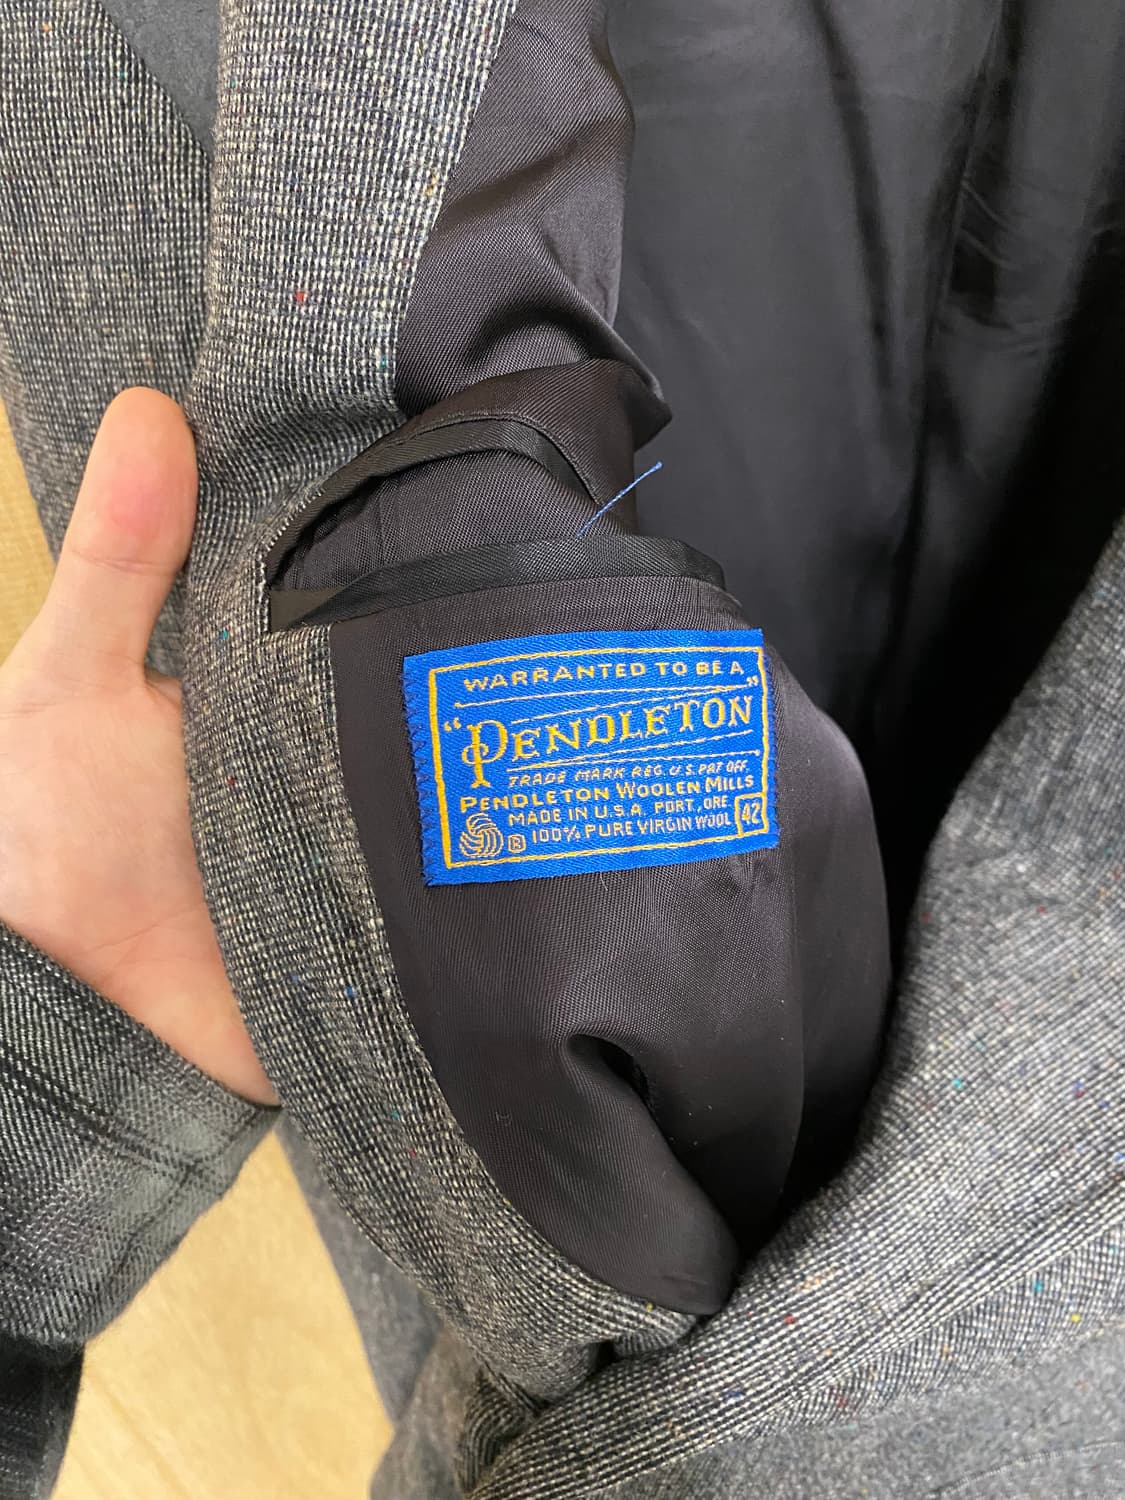 WARRANTED TO BE A
"PENDLETON"
TRADE MARK REG. U.S. PAT OFF.
PENDLETON WOOLEN MILLS
MADE IN U.S.A. PORT., ORE
® 100% PURE VIRGIN WOOL
42